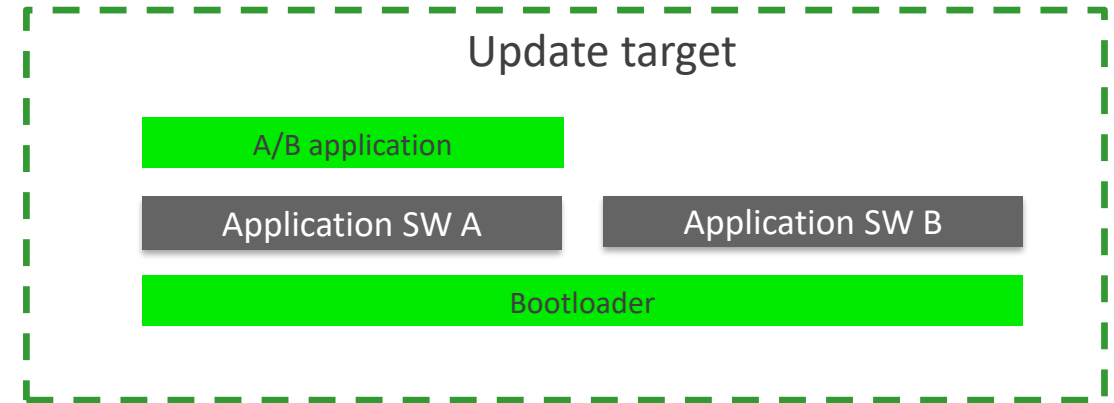 Update target
A/B application
Application SW A
Application SW B
Bootloader